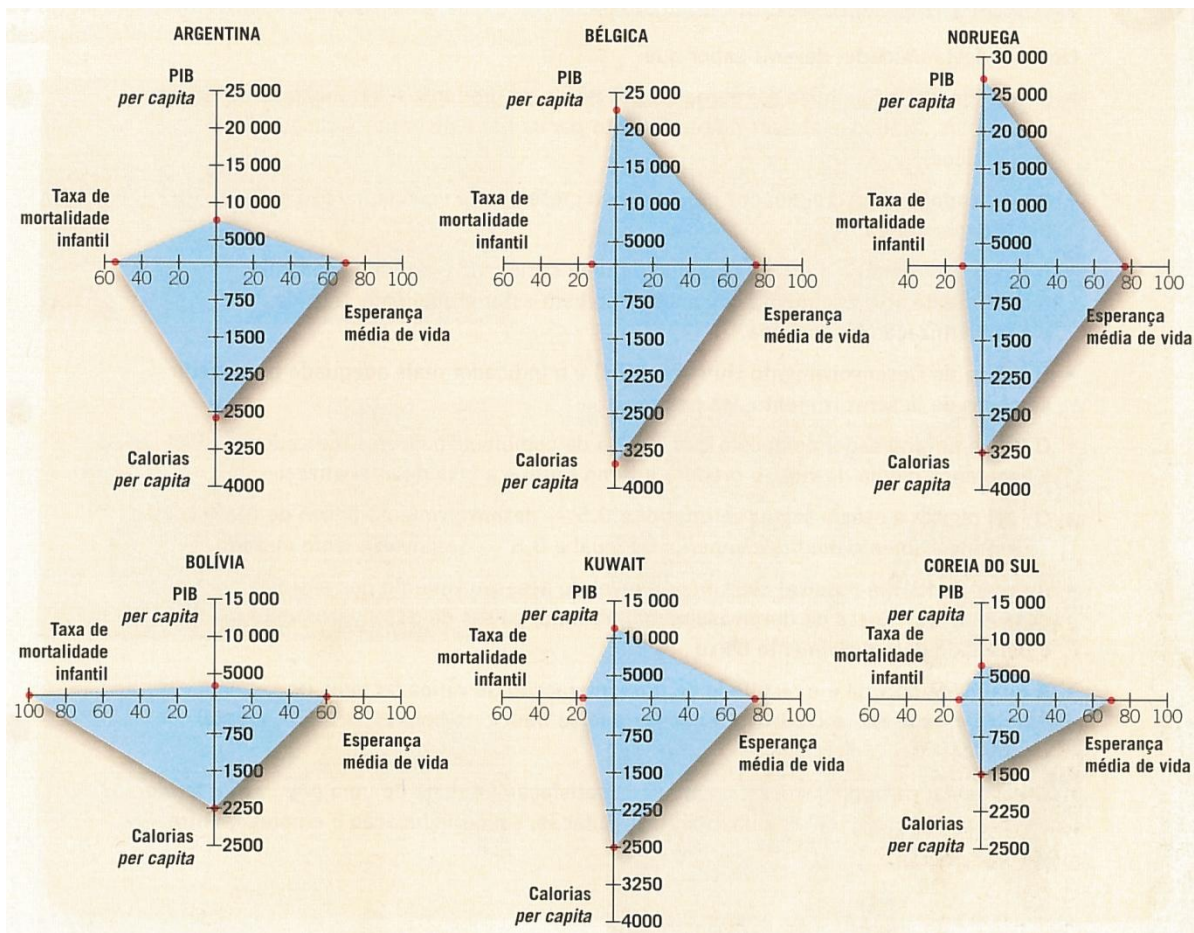 ARGENTINA
PIB
per capita
25 000
20 000
15 000
10 000
5000
Taxa de
mortalidade
infantil
60 40 20
20 40 60 80 100
750
1500
2250
2500
3250
4000
Esperança
média de vida
Calorias
per capita
BÉLGICA
PIB
per capita
25 000
20 000
15 000
10 000
5000
Taxa de
mortalidade
infantil
60 40 20
20 40 60 80 100
750
1500
2250
2500
3250
4000
Esperança
média de vida
Calorias
per capita
NORUEGA
PIB
per capita
30 000
25 000
20 000
15 000
10 000
5000
Taxa de
mortalidade
infantil
40 20
20 40 60 80 100
750
1500
2250
2500
3250
4000
Esperança
média de vida
Calorias
per capita
BOLÍVIA
PIB
per capita
15 000
10 000
5000
Taxa de
mortalidade
infantil
100 80 60 40 20
20 40 60 80 100
750
1500
2250
2500
Esperança
média de vida
Calorias
per capita
KUWAIT
PIB
per capita
15 000
10 000
5000
Taxa de
mortalidade
infantil
60 40 20
20 40 60 80 100
750
1500
2250
2500
3250
4000
Esperança
média de vida
Calorias
per capita
COREIA DO SUL
PIB
per capita
15 000
10 000
5000
Taxa de
mortalidade
infantil
60 40 20
20 40 60 80 100
750
1500
2250
2500
Esperança
média de vida
Calorias
per capita